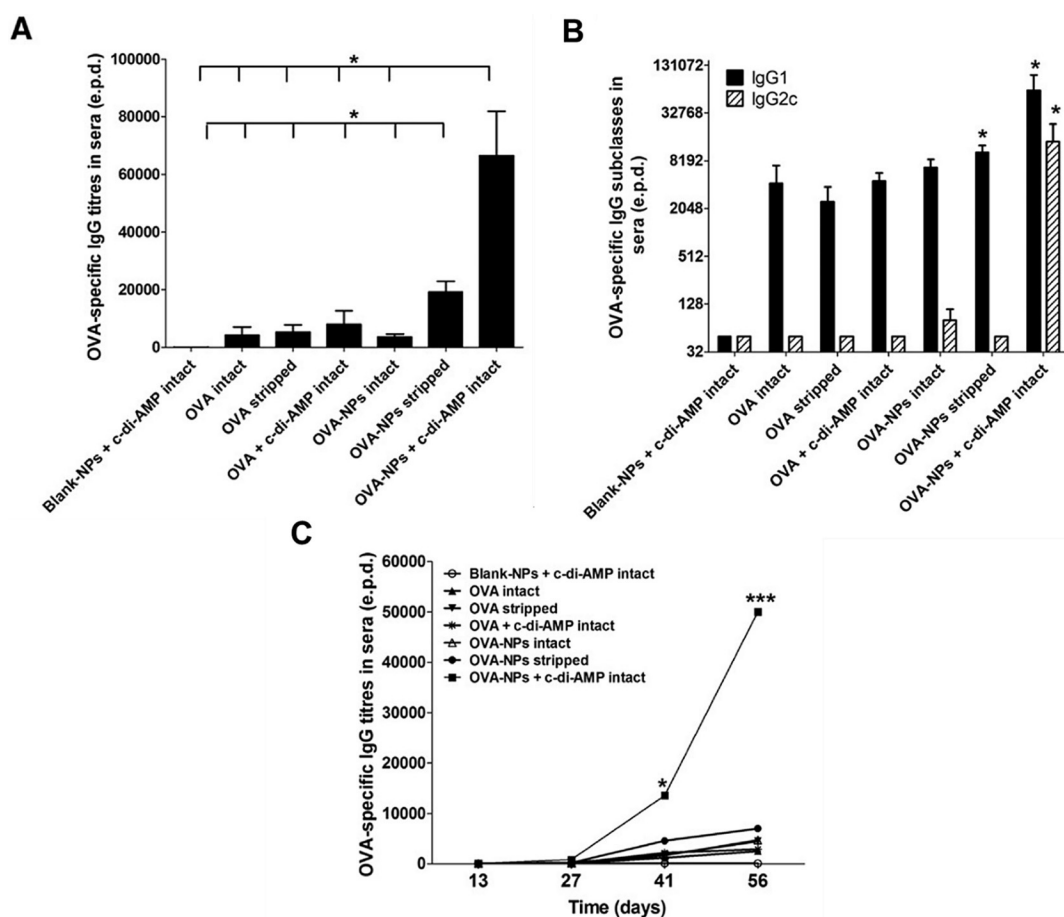 A
OVA-specific IgG titres in sera (e.p.d.)
100000
80000
60000
40000
20000
0
*
*
Blank-NPs + c-di-AMP intact
OVA intact
OVA stripped
OVA + c-di-AMP intact
OVA-NPs intact
OVA-NPs stripped
OVA-NPs + c-di-AMP intact
B
OVA-specific IgG subclasses in
sera (e.p.d.)
131072
32768
8192
2048
512
128
32
IgG1
IgG2c
*
*
*
Blank-NPs + c-di-AMP intact
OVA intact
OVA stripped
OVA + c-di-AMP intact
OVA-NPs intact
OVA-NPs stripped
OVA-NPs + c-di-AMP intact
C
OVA-specific IgG titres in sera (e.p.d.)
60000
50000
40000
30000
20000
10000
0
Blank-NPs + c-di-AMP intact
OVA intact
OVA stripped
OVA + c-di-AMP intact
OVA-NPs intact
OVA-NPs stripped
OVA-NPs + c-di-AMP intact
*
***
13 27 41 56
Time (days)